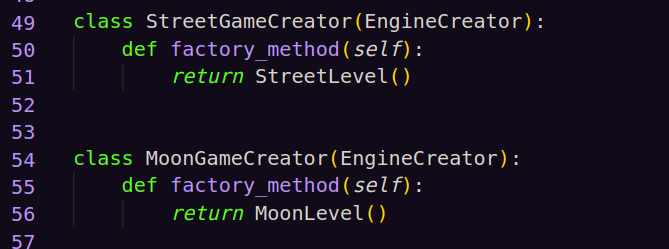 49 class StreetGameCreator(EngineCreator):
50 def factory_method(self):
51 return StreetLevel()
52
53
54 class MoonGameCreator(EngineCreator):
55 def factory_method(self):
56 return MoonLevel()
57